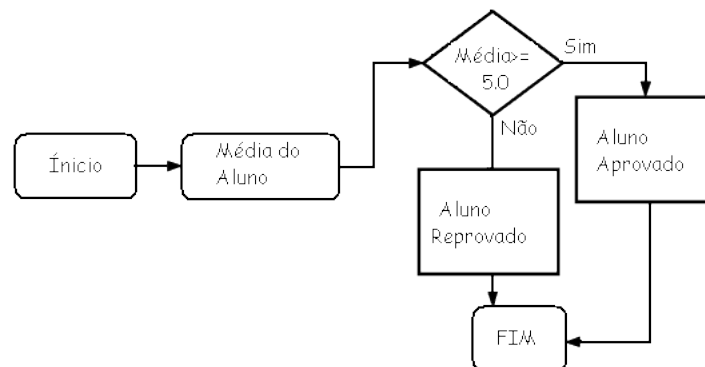 Ínicio
Média do
Aluno
Média>=
5.0
Sim
Não
Aluno
Aprovado
Aluno
Reprovado
FIM